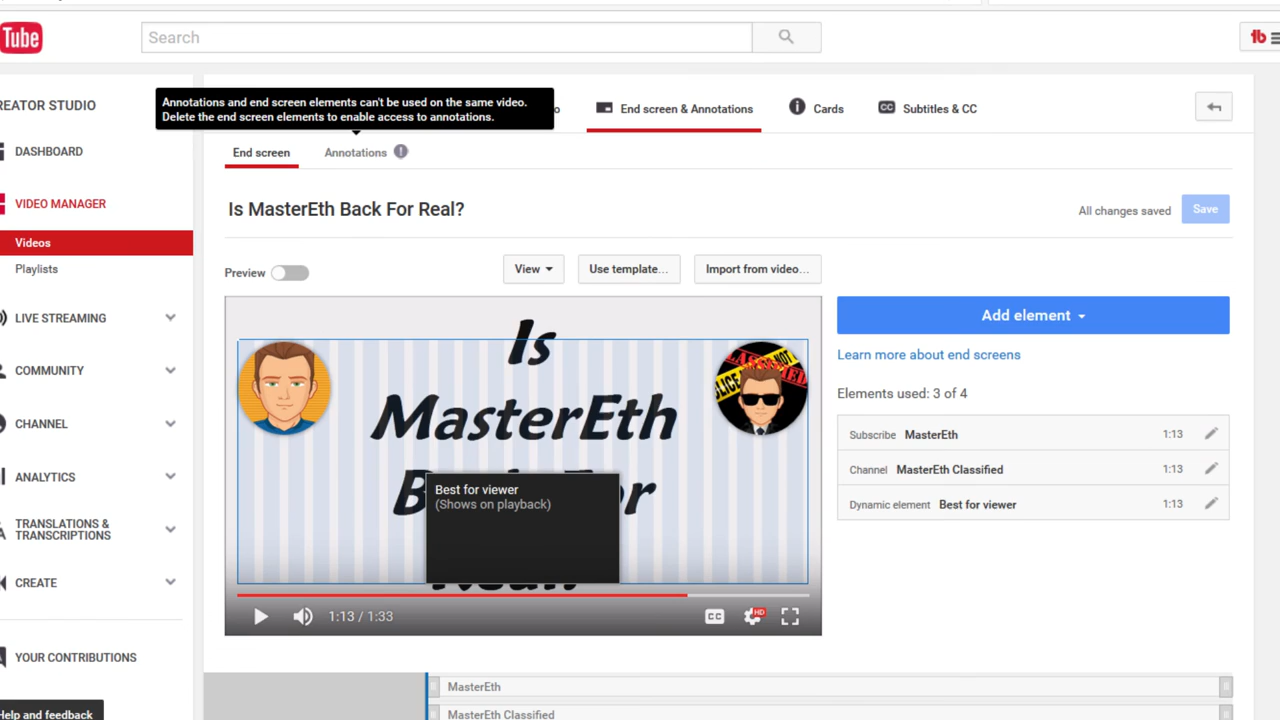 Tube
Search
CREATOR STUDIO
Annotations and end screen elements can't be used on the same video.
Delete the end screen elements to enable access to annotations.
End screen & Annotations
Cards
CC
Subtitles & CC
DASHBOARD
End screen
Annotations
VIDEO MANAGER
Is MasterEth Back For Real?
All changes saved
Save
Videos
Playlists
Preview
View
Use template...
Import from video...
LIVE STREAMING
Add element
Learn more about end screens
COMMUNITY
Elements used: 3 of 4
CHANNEL
Subscribe MasterEth 1:13
Channel MasterEth Classified 1:13
Dynamic element Best for viewer 1:13
ANALYTICS
TRANSLATIONS &
TRANSCRIPTIONS
CREATE
Is
MasterEth
Best for viewer
(Shows on playback)
1:13 / 1:33
CC
HD
YOUR CONTRIBUTIONS
MasterEth
Help and feedback
MasterEth Classified